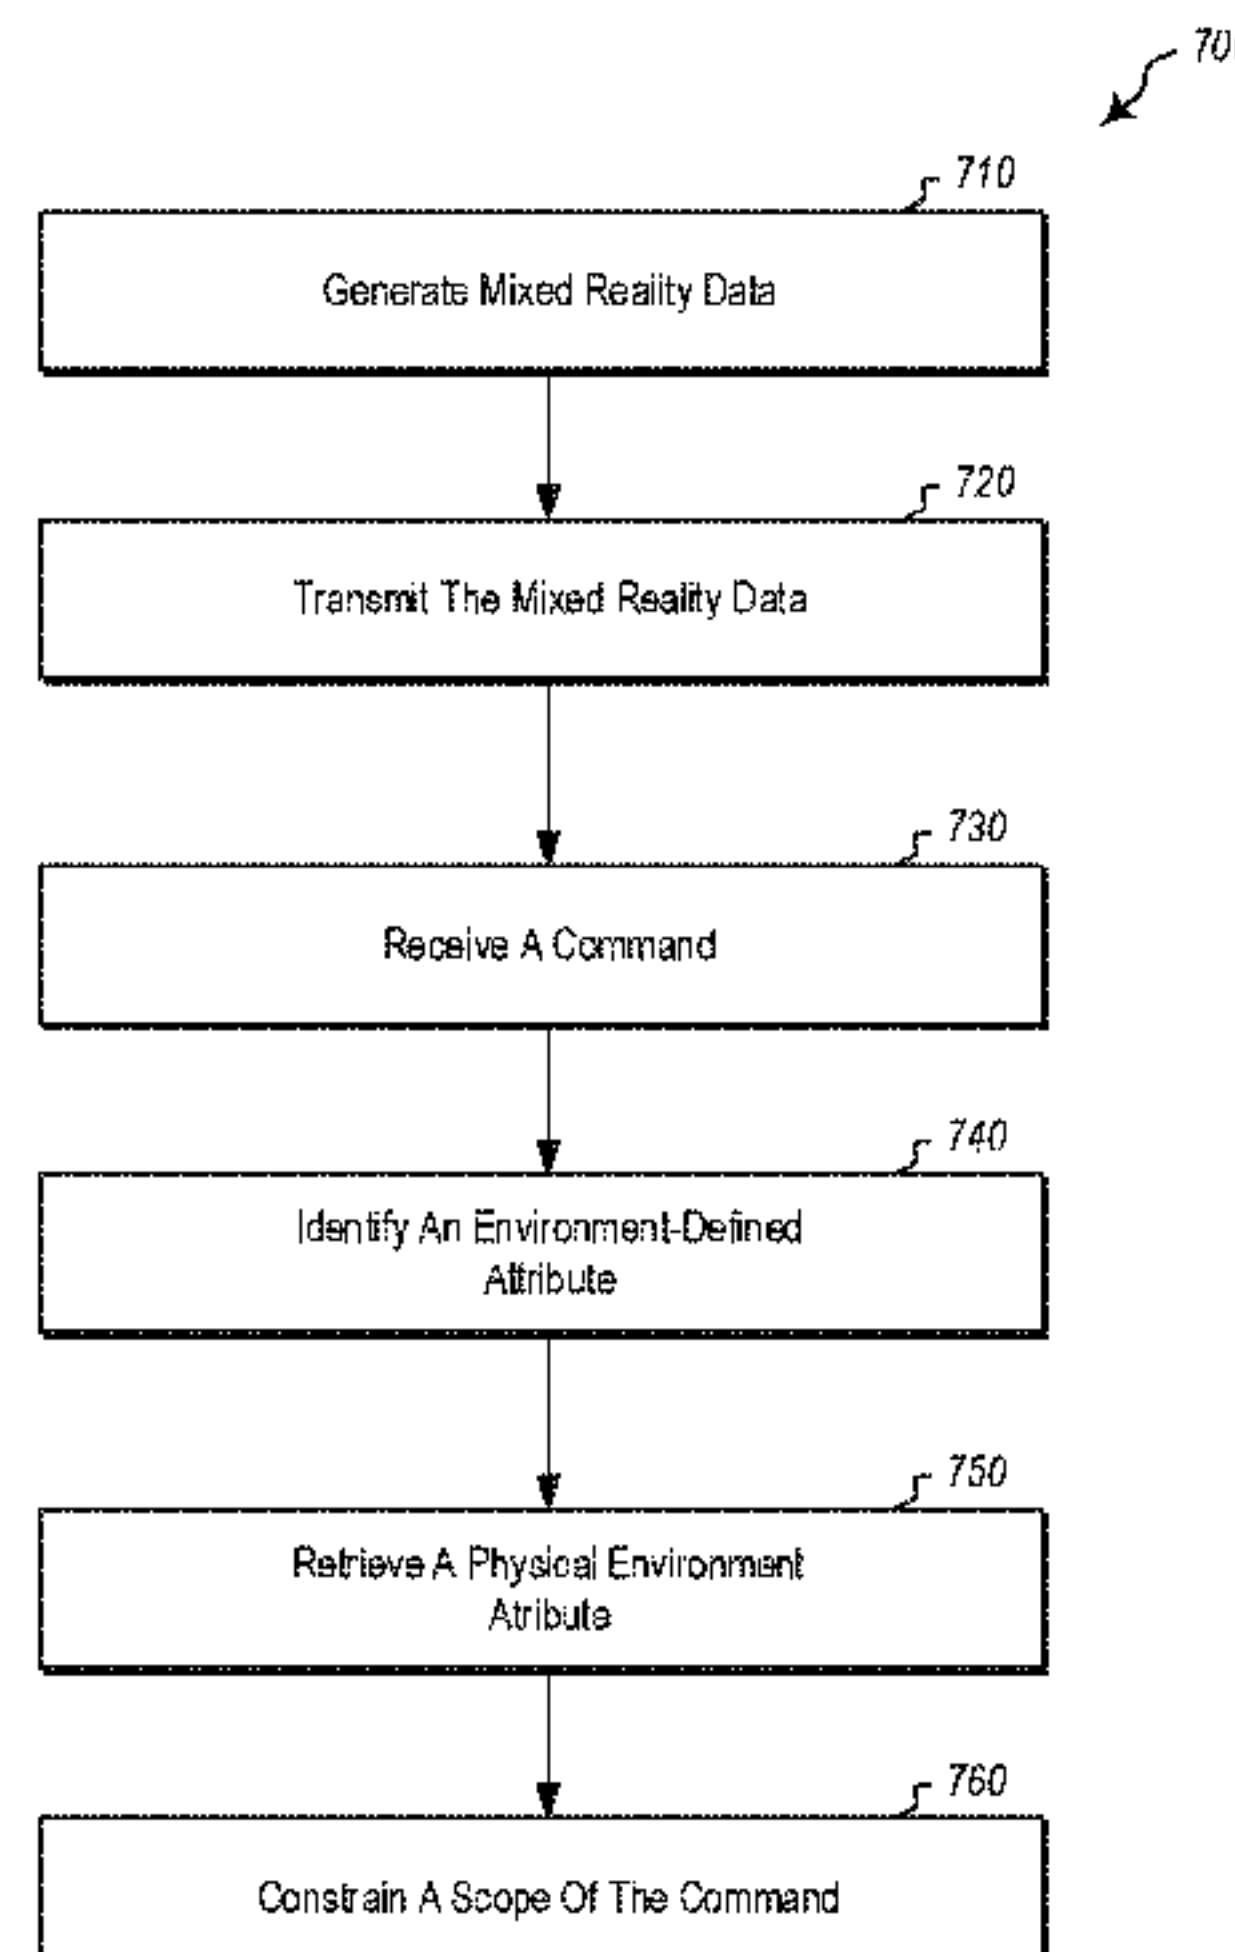 710
Generate Mixed Reality Data
720
Transmit The Mixed Reality Data
730
Receive A Command
740
Identify An Environment-Defined
Attribute
750
Retrieve A Physical Environment
Atribute
760
Constrain A Scope Of The Command